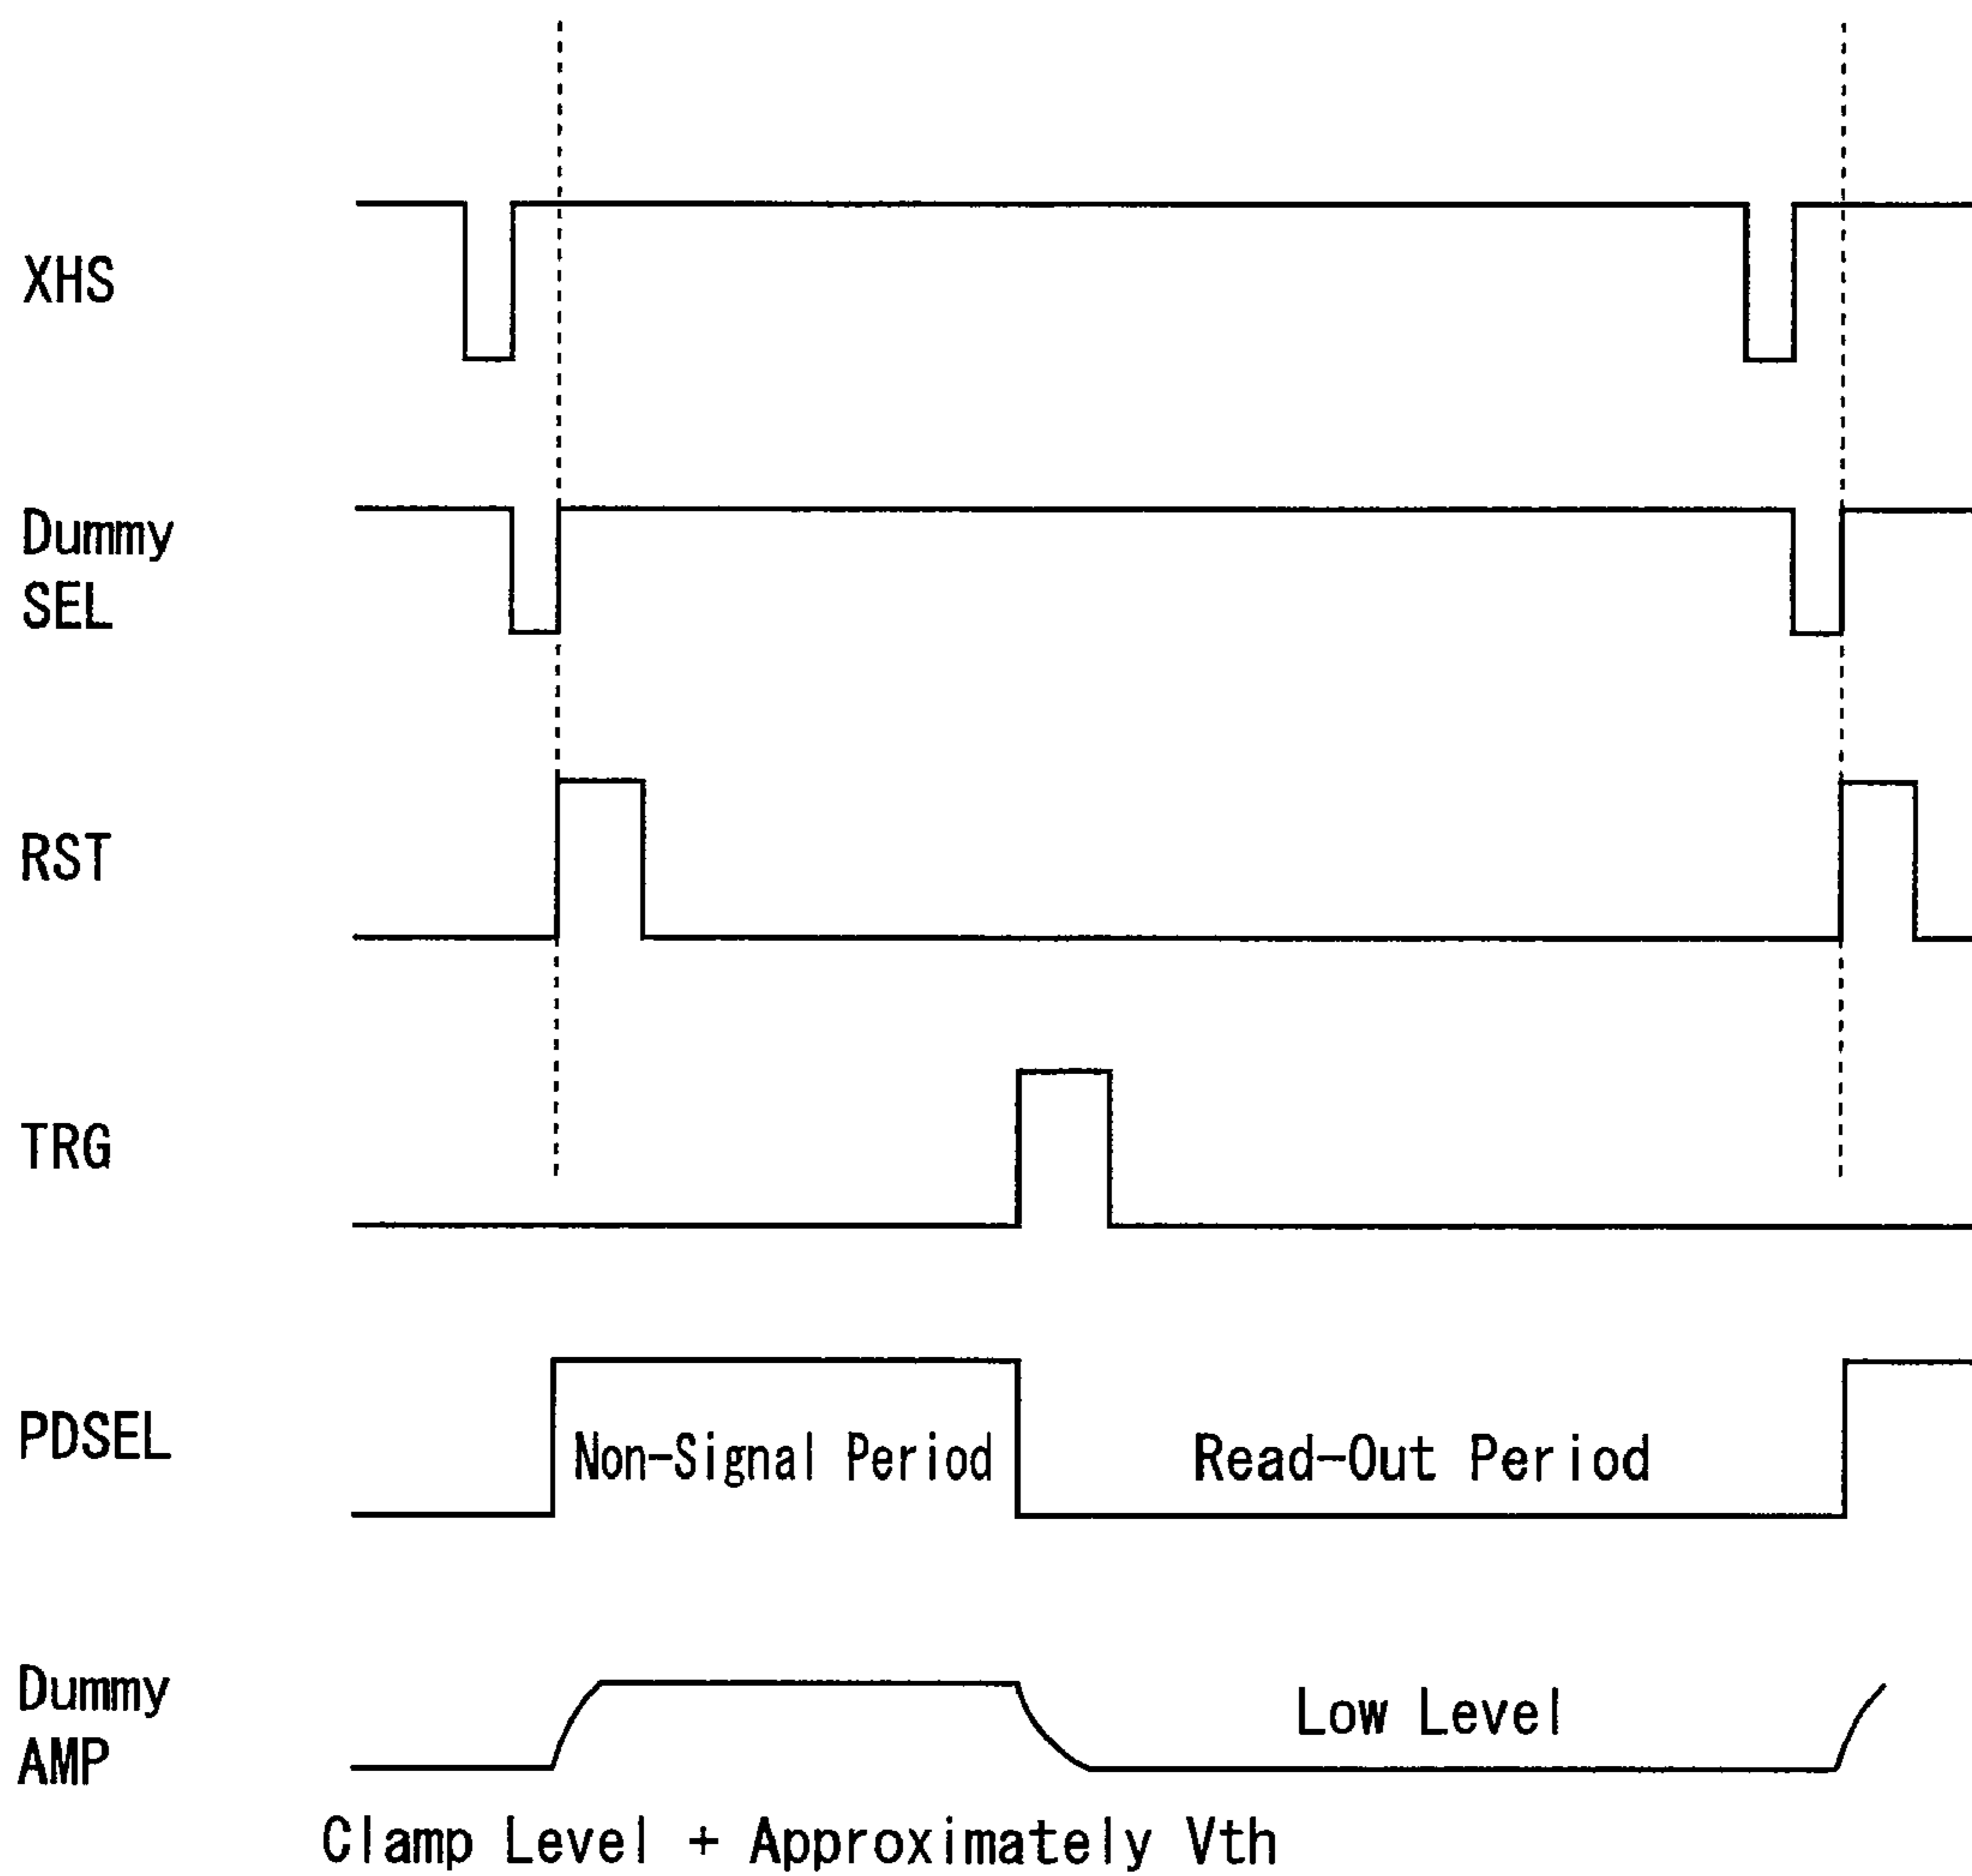 XHS
Dummy
SEL
RST
TRG
PDSEL
Non-Signal Period
Read-Out Period
Dummy
AMP
Low Level
Clamp Level + Approximately Vth